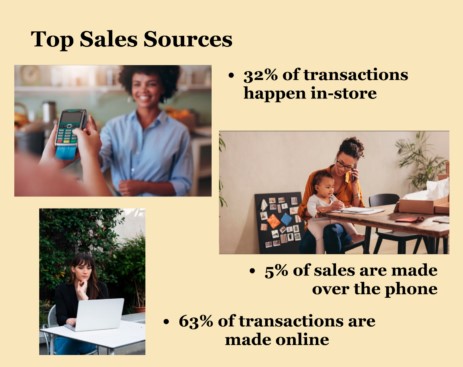 Top Sales Sources
• 32% of transactions
happen in-store
• 5% of sales are made
over the phone
• 63% of transactions are
made online